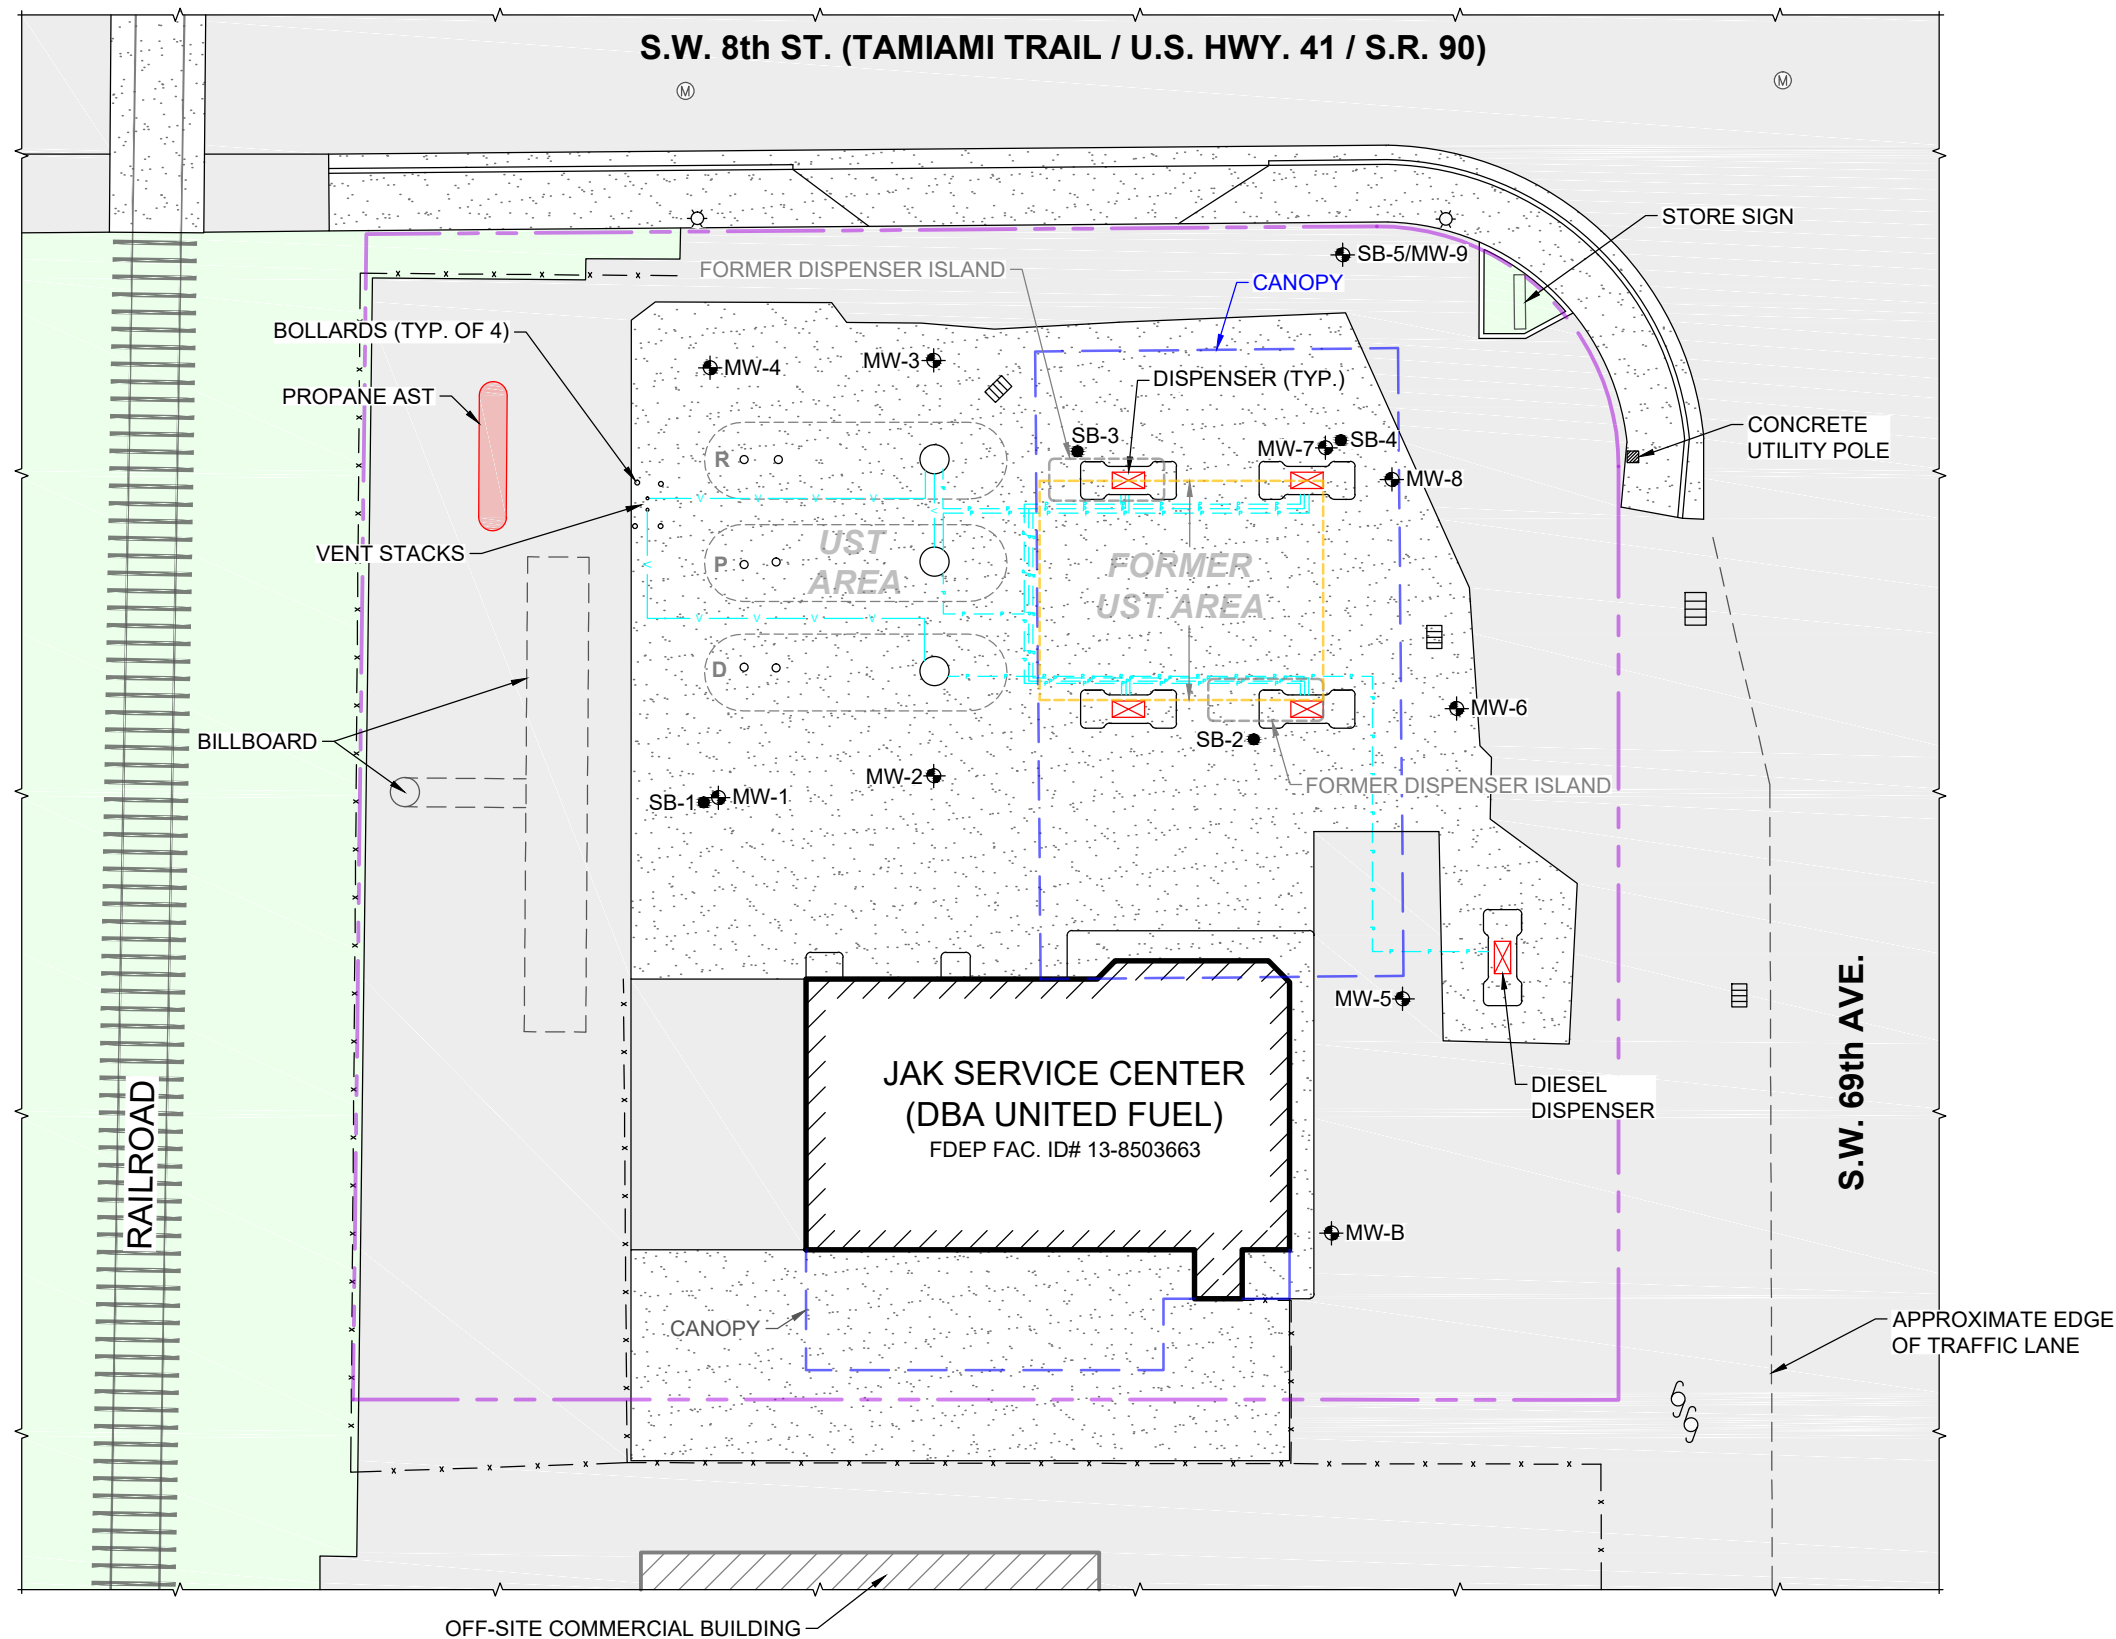 S.W. 8th ST. (TAMIAMI TRAIL / U.S. HWY. 41 / S.R. 90)
M
M
STORE SIGN
SB-5/MW-9
FORMER DISPENSER ISLAND
CANOPY
BOLLARDS (TYP. OF 4)
MW-3
MW-4
DISPENSER (TYP.)
PROPANE AST
CONCRETE
UTILITY POLE
SB-3
SB-4
MW-7
R
MW-8
VENT STACKS
UST
AREA
P
FORMER
UST AREA
D
MW-6
BILLBOARD
SB-2
MW-2
FORMER DISPENSER ISLAND
SB-1
MW-1
MW-5
S.W. 69th AVE.
JAK SERVICE CENTER
(DBA UNITED FUEL)
FDEP FAC. ID# 13-8503663
DIESEL
DISPENSER
RAILROAD
MW-B
CANOPY
APPROXIMATE EDGE
OF TRAFFIC LANE
OFF-SITE COMMERCIAL BUILDING